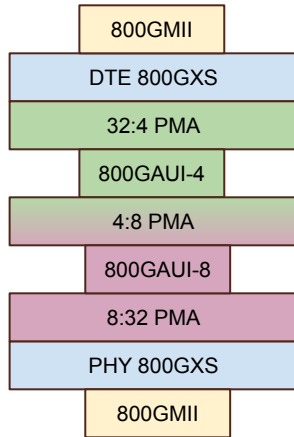 800GMII
DTE 800GXS
32:4 PMA
800GAUI-4
4:8 PMA
800GAUI-8
8:32 PMA
PHY 800GXS
800GMII